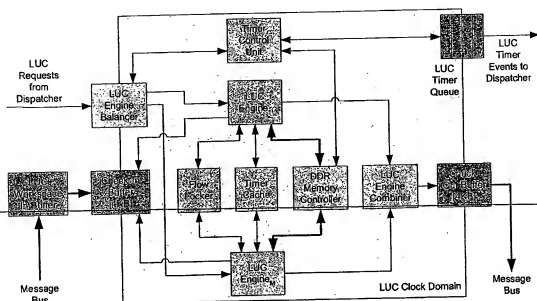 Timer
Control
Unit
LUC
Timer
Events to
Dispatcher
LUC
Timer
Queue
LUC
Requests
from
Dispatcher
LUC
Engine
Balancer
LUC
Engine
Flow
Locker
Timer
Cache
DDR
Memory
Controller
LUC
Engine
Combiner
LUC
Engine M
Message
Bus
LUC Clock Domain
Message
Bus